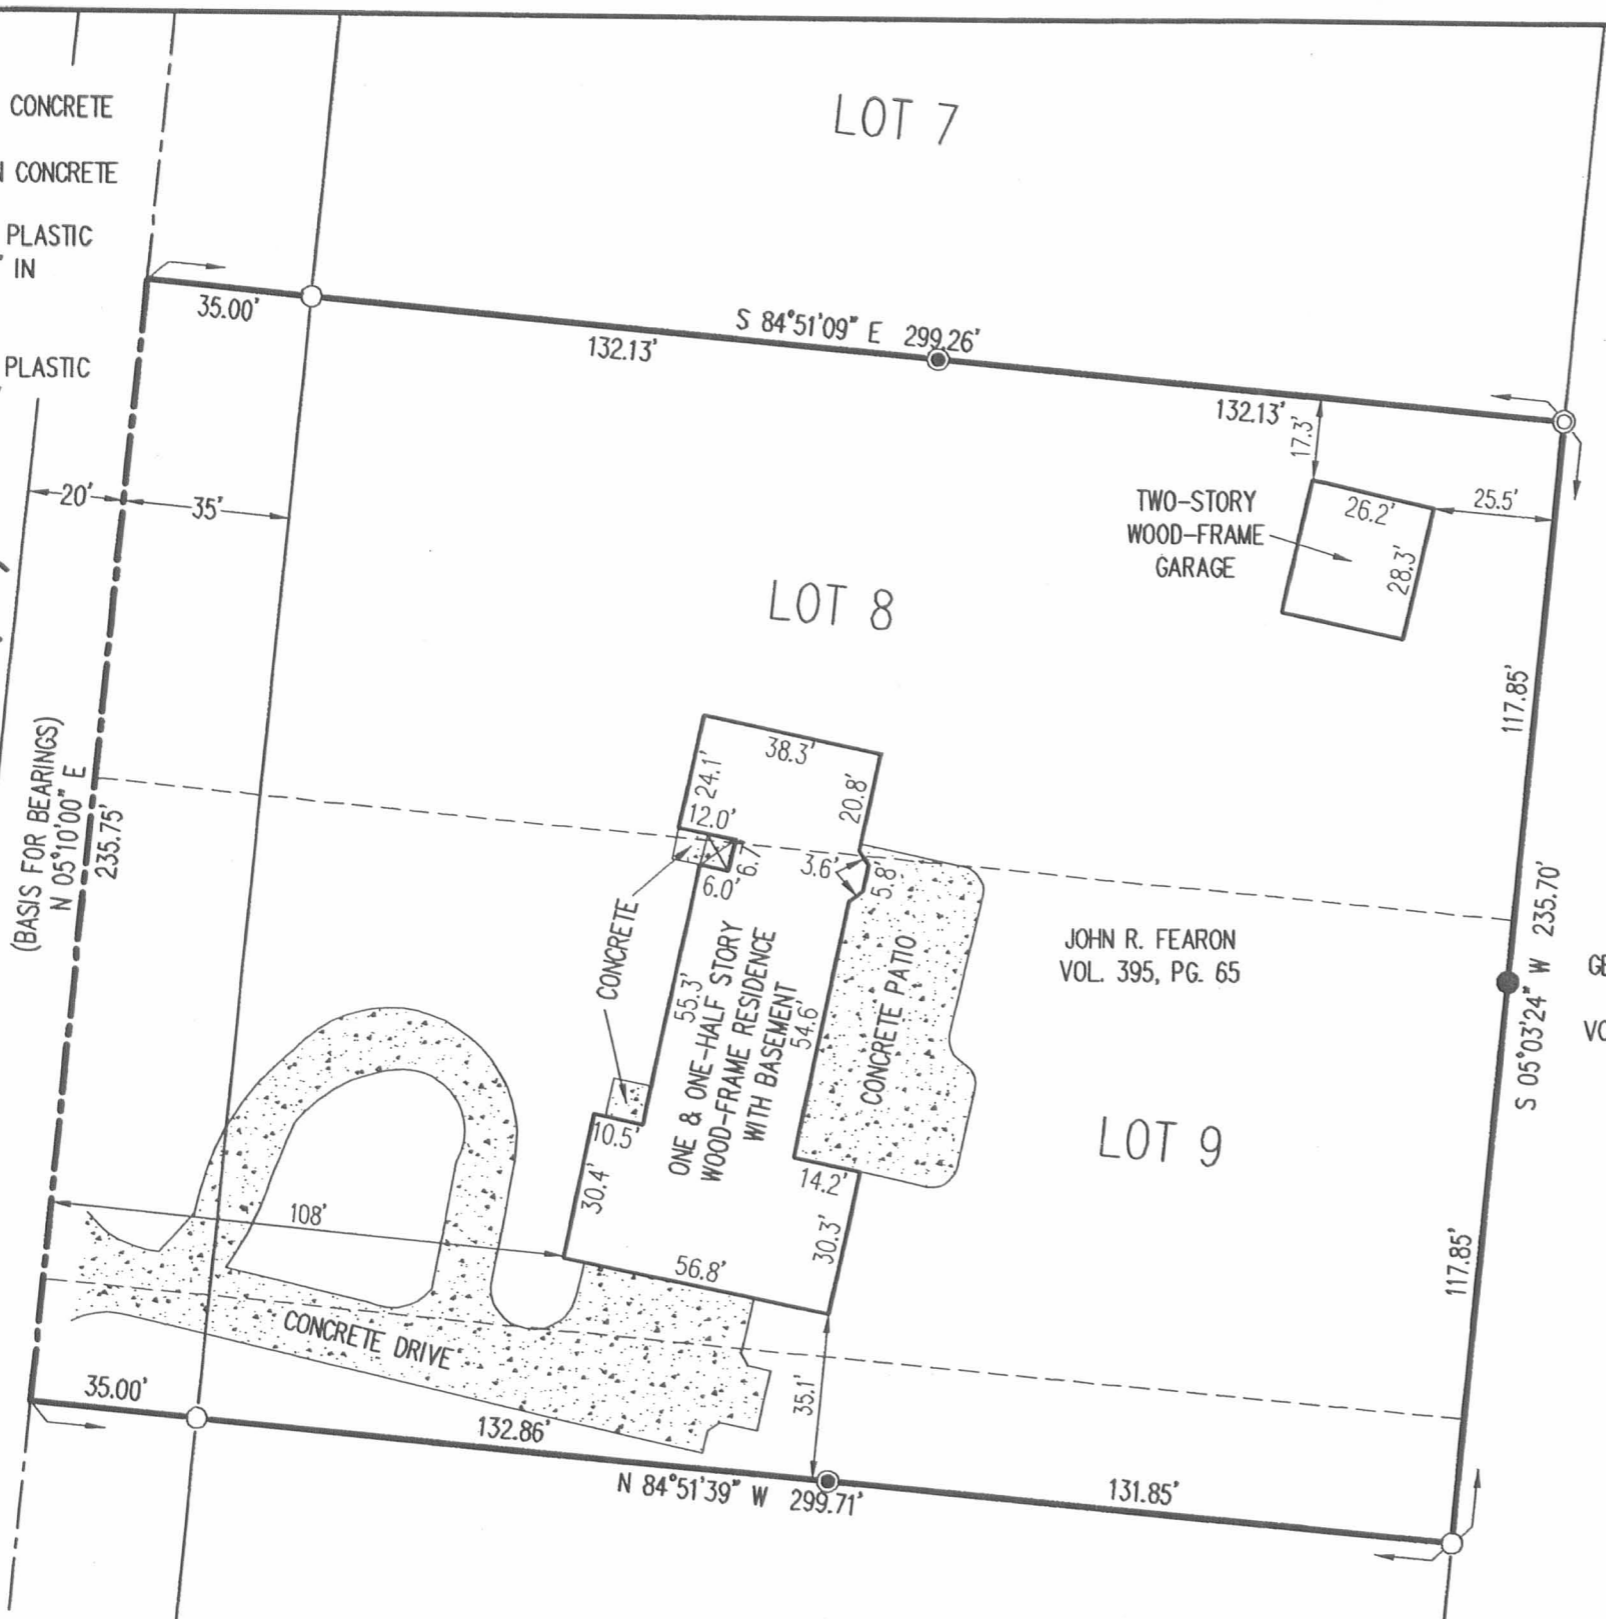 CONCRETE
CONCRETE
PLASTIC
IN
PLASTIC
LOT 7
35.00'
S 84°51'09" E 299.26'
132.13'
132.13'
17.3'
20'
35'
TWO-STORY
WOOD-FRAME
GARAGE
26.2'
28.3'
25.5'
LOT 8
117.85'
(BASIS FOR BEARINGS)
N 05°10'00" E
235.75'
38.3'
24.1'
20.8'
12.0'
6.7'
6.0'
3.6'
5.8'
CONCRETE
55.3'
ONE & ONE-HALF STORY
WOOD-FRAME RESIDENCE
WITH BASEMENT
54.6'
CONCRETE PATIO
JOHN R. FEARON
VOL. 395, PG. 65
S 05°03'24" W 235.70'
LOT 9
10.5'
30.4'
14.2'
30.3'
108'
56.8'
117.85'
CONCRETE DRIVE
35.1'
35.00'
132.86'
N 84°51'39" W 299.71'
131.85'